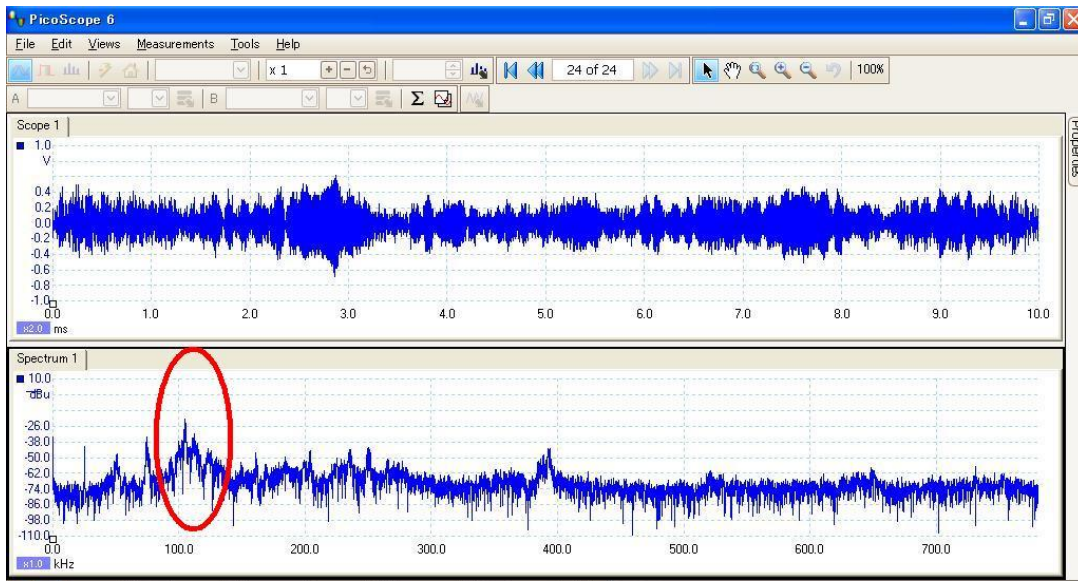 PicoScope 6
File Edit Views Measurements Tools Help
x 1 + - 24 of 24 100%
A B Σ
Properties
Scope 1
1.0
V
0.4
0.2
0.0
-0.2
-0.4
-0.6
-0.8
-1.0
0.0 1.0 2.0 3.0 4.0 5.0 6.0 7.0 8.0 9.0 10.0
x2.0 ms
Spectrum 1
10.0
dBu
-26.0
-38.0
-50.0
-62.0
-74.0
-86.0
-98.0
-110.0
0.0 100.0 200.0 300.0 400.0 500.0 600.0 700.0
x1.0 kHz